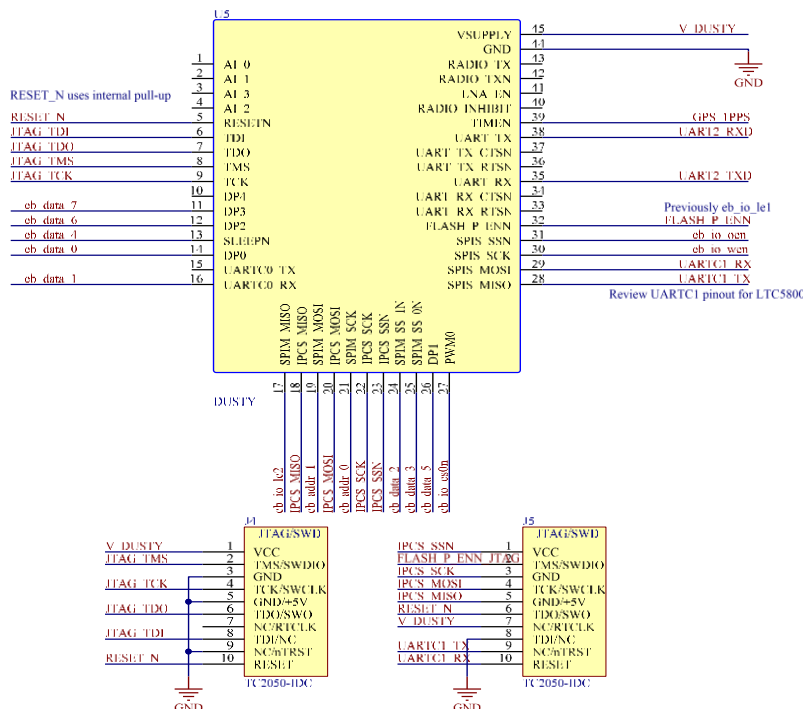 U5
VSUPPLY 45 V_DUSTY
GND 44
1 AI_0 RADIO_TX 43
2 AI_1 RADIO_TXN 42
3 AI_3 LNA_EN 41
4 AI_2 RADIO_INHIBIT 40
GND
RESET_N uses internal pull-up
RESET_N 5 RESETN TIMEN 39 GPS_1PPS
JTAG_TDI 6 TDI UART_TX 38 UART2_RXD
JTAG_TDO 7 TDO UART_TX_CTSN 37
JTAG_TMS 8 TMS UART_TX_RTSN 36
JTAG_TCK 9 TCK UART_RX 35 UART2_TXD
10 DP4 UART_RX_CTSN 34
eb_data_7 11 DP3 UART_RX_RTSN 33
Previously eb_io_le1
eb_data_6 12 DP2 FLASH_P_ENN 32 FLASH_P_ENN
eb_data_4 13 SLEEPN SPIS_SSN 31 eb_io_oen
eb_data_0 14 DP0 SPIS_SCK 30 eb_io_wen
15 UARTC0_TX SPIS_MOSI 29 UARTC1_RX
eb_data_1 16 UARTC0_RX SPIS_MISO 28 UARTC1_TX
Review UARTC1 pinout for LTC5800
SPIM_MISO 17 eb_io_le2
IPCS_MISO 18 IPCS_MISO
SPIM_MOSI 19 eb_addr_1
IPCS_MOSI 20 IPCS_MOSI
SPIM_SCK 21 eb_addr_0
IPCS_SCK 22 IPCS_SCK
IPCS_SSN 23 IPCS_SSN
SPIM_SS_1N 24 eb_data_2
SPIM_SS_0N 25 eb_data_3
DP1 26 eb_data_5
PWM0 27 eb_io_cs0n
DUSTY
J4
JTAG/SWD
V_DUSTY 1 VCC
JTAG_TMS 2 TMS/SWDIO
3 GND
JTAG_TCK 4 TCK/SWCLK
5 GND/+5V
JTAG_TDO 6 TDO/SWO
7 NC/RTCLK
JTAG_TDI 8 TDI/NC
9 NC/nTRST
RESET_N 10 RESET
TC2050-IDC
GND
J5
JTAG/SWD
IPCS_SSN 1 VCC
FLASH_P_ENN_JTAG 2 TMS/SWDIO
IPCS_SCK 3 GND
IPCS_MOSI 4 TCK/SWCLK
IPCS_MISO 5 GND/+5V
RESET_N 6 TDO/SWO
V_DUSTY 7 NC/RTCLK
8 TDI/NC
UARTC1_TX 9 NC/nTRST
UARTC1_RX 10 RESET
TC2050-IDC
GND